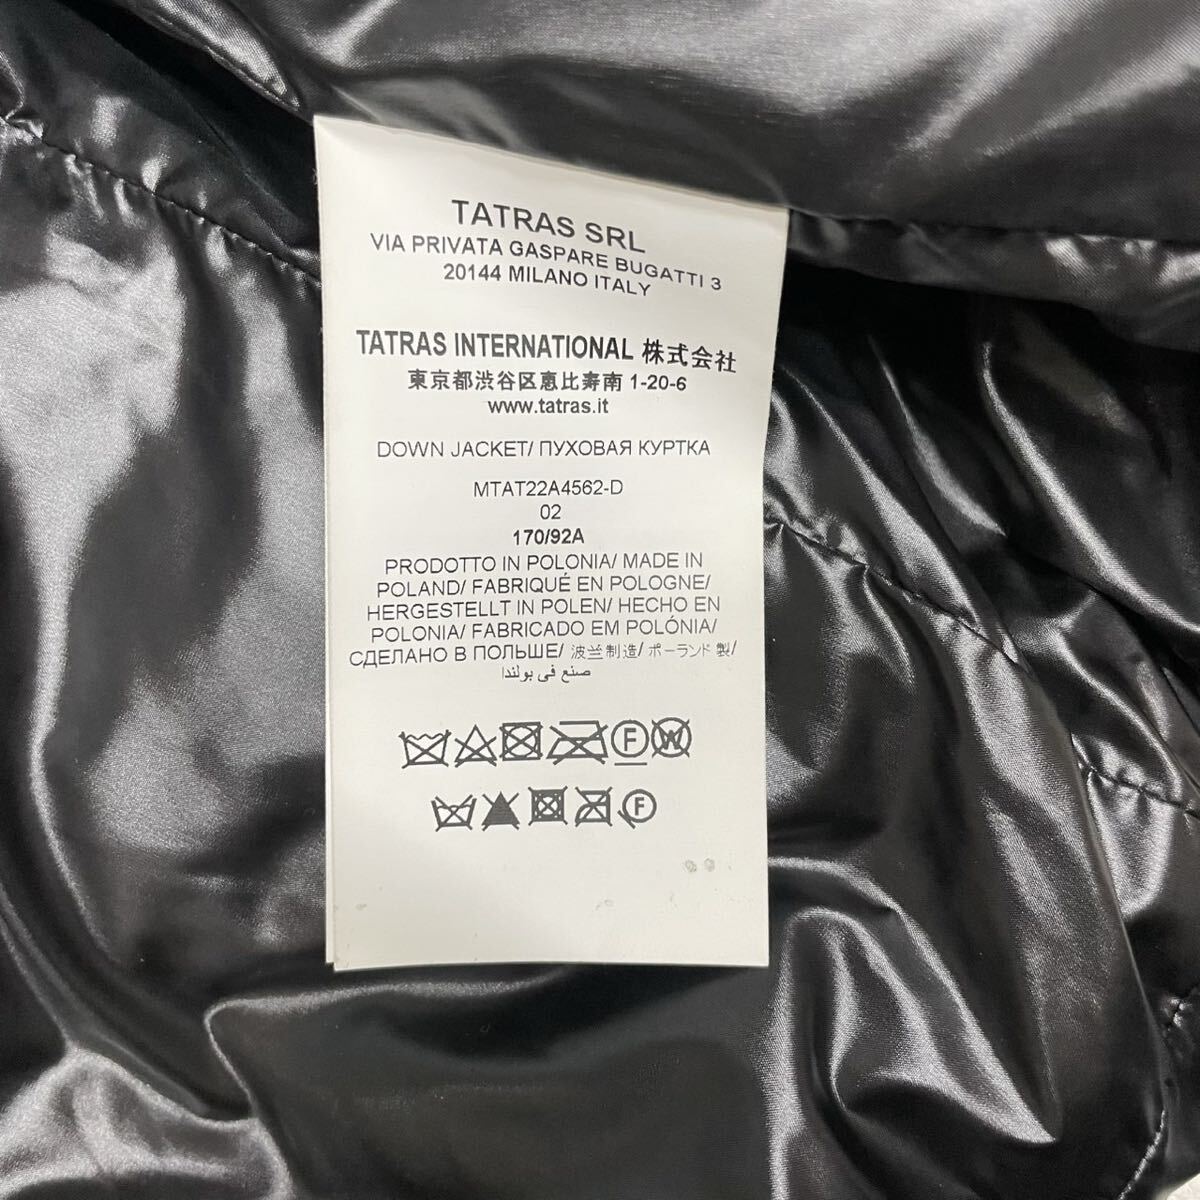 TATRAS SRL
VIA PRIVATA GASPARE BUGATTI 3
20144 MILANO ITALY
TATRAS INTERNATIONAL 株式会社
東京都渋谷区恵比寿南 1-20-6
www.tatras.it
DOWN JACKET/ ПУХОВАЯ КУРТКА
MTAT22A4562-D
02
170/92A
PRODOTTO IN POLONIA/ MADE IN
POLAND/ FABRIQUÉ EN POLOGNE/
HERGESTELLT IN POLEN/ HECHO EN
POLONIA/ FABRICADO EM POLÓNIA/
СДЕЛАНО В ПОЛЬШЕ/ 波兰制造/ ポーランド製/
صنع في بولندا
F W
F